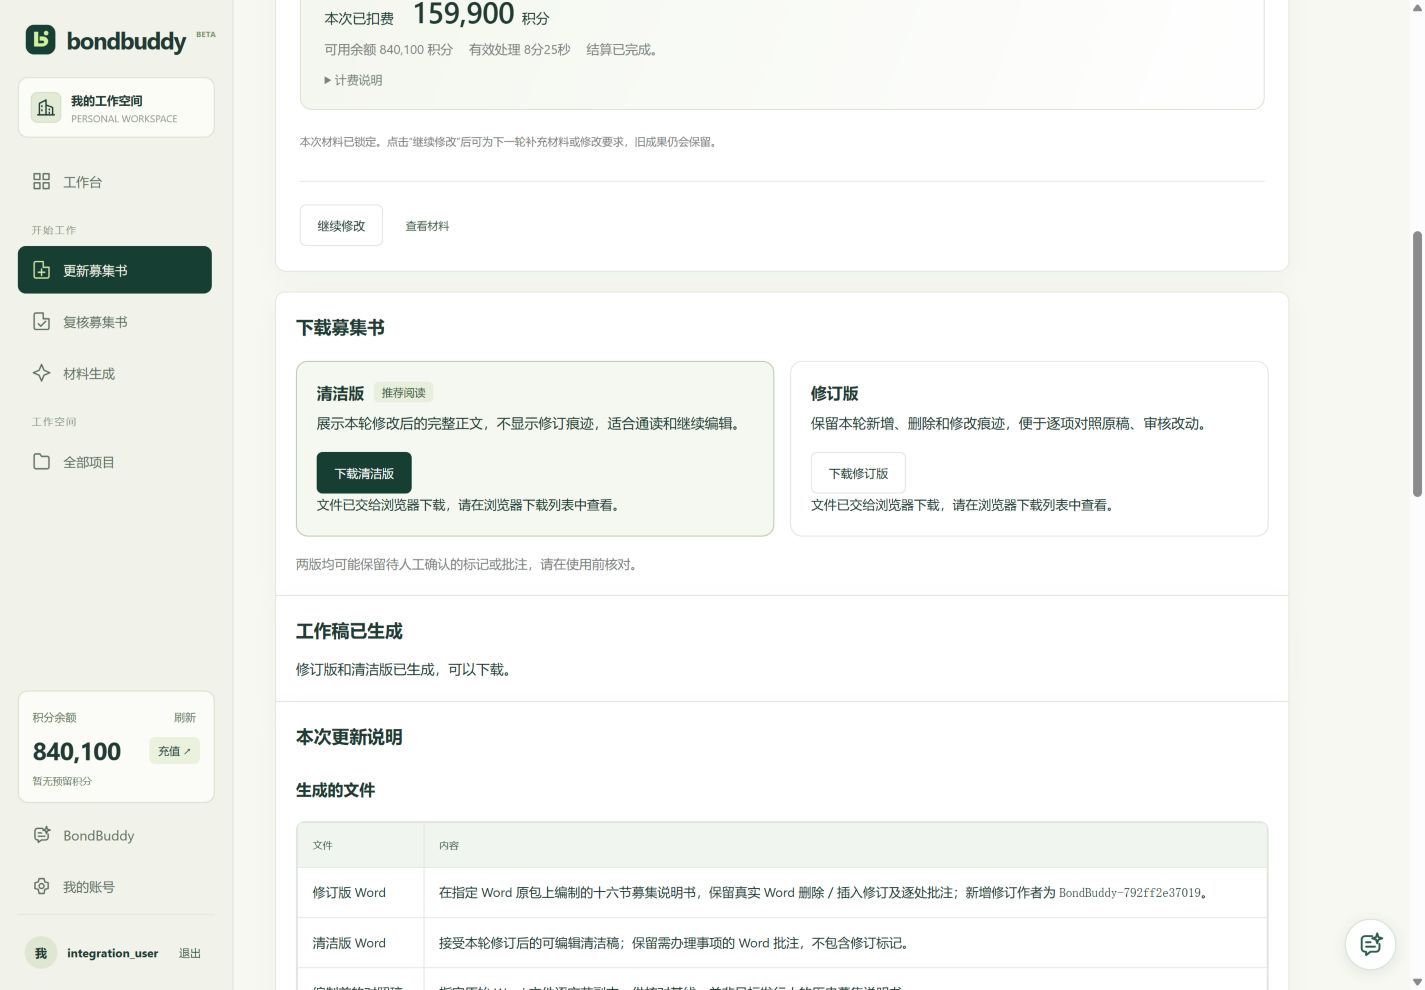 bondbuddy BETA
我的工作空间
PERSONAL WORKSPACE
工作台
开始工作
更新募集书
复核募集书
材料生成
工作空间
全部项目
积分余额 刷新
840,100 充值 ↗
暂无预留积分
BondBuddy
我的账号
我 integration_user 退出
本次已扣费 159,900 积分
可用余额 840,100 积分 有效处理 8分25秒 结算已完成。
▶ 计费说明
本次材料已锁定。点击“继续修改”后可为下一轮补充材料或修改要求，旧成果仍会保留。
继续修改 查看材料
下载募集书
清洁版 推荐阅读
展示本轮修改后的完整正文，不显示修订痕迹，适合通读和继续编辑。
下载清洁版
文件已交给浏览器下载，请在浏览器下载列表中查看。
修订版
保留本轮新增、删除和修改痕迹，便于逐项对照原稿、审核改动。
下载修订版
文件已交给浏览器下载，请在浏览器下载列表中查看。
两版均可能保留待人工确认的标记或批注，请在使用前核对。
工作稿已生成
修订版和清洁版已生成，可以下载。
本次更新说明
生成的文件
文件 内容
修订版 Word 在指定 Word 原包上编制的十六节募集说明书，保留真实 Word 删除 / 插入修订及逐处批注；新增修订作者为 BondBuddy-792ff2e37019。
清洁版 Word 接受本轮修订后的可编辑清洁稿；保留需办理事项的 Word 批注，不包含修订标记。